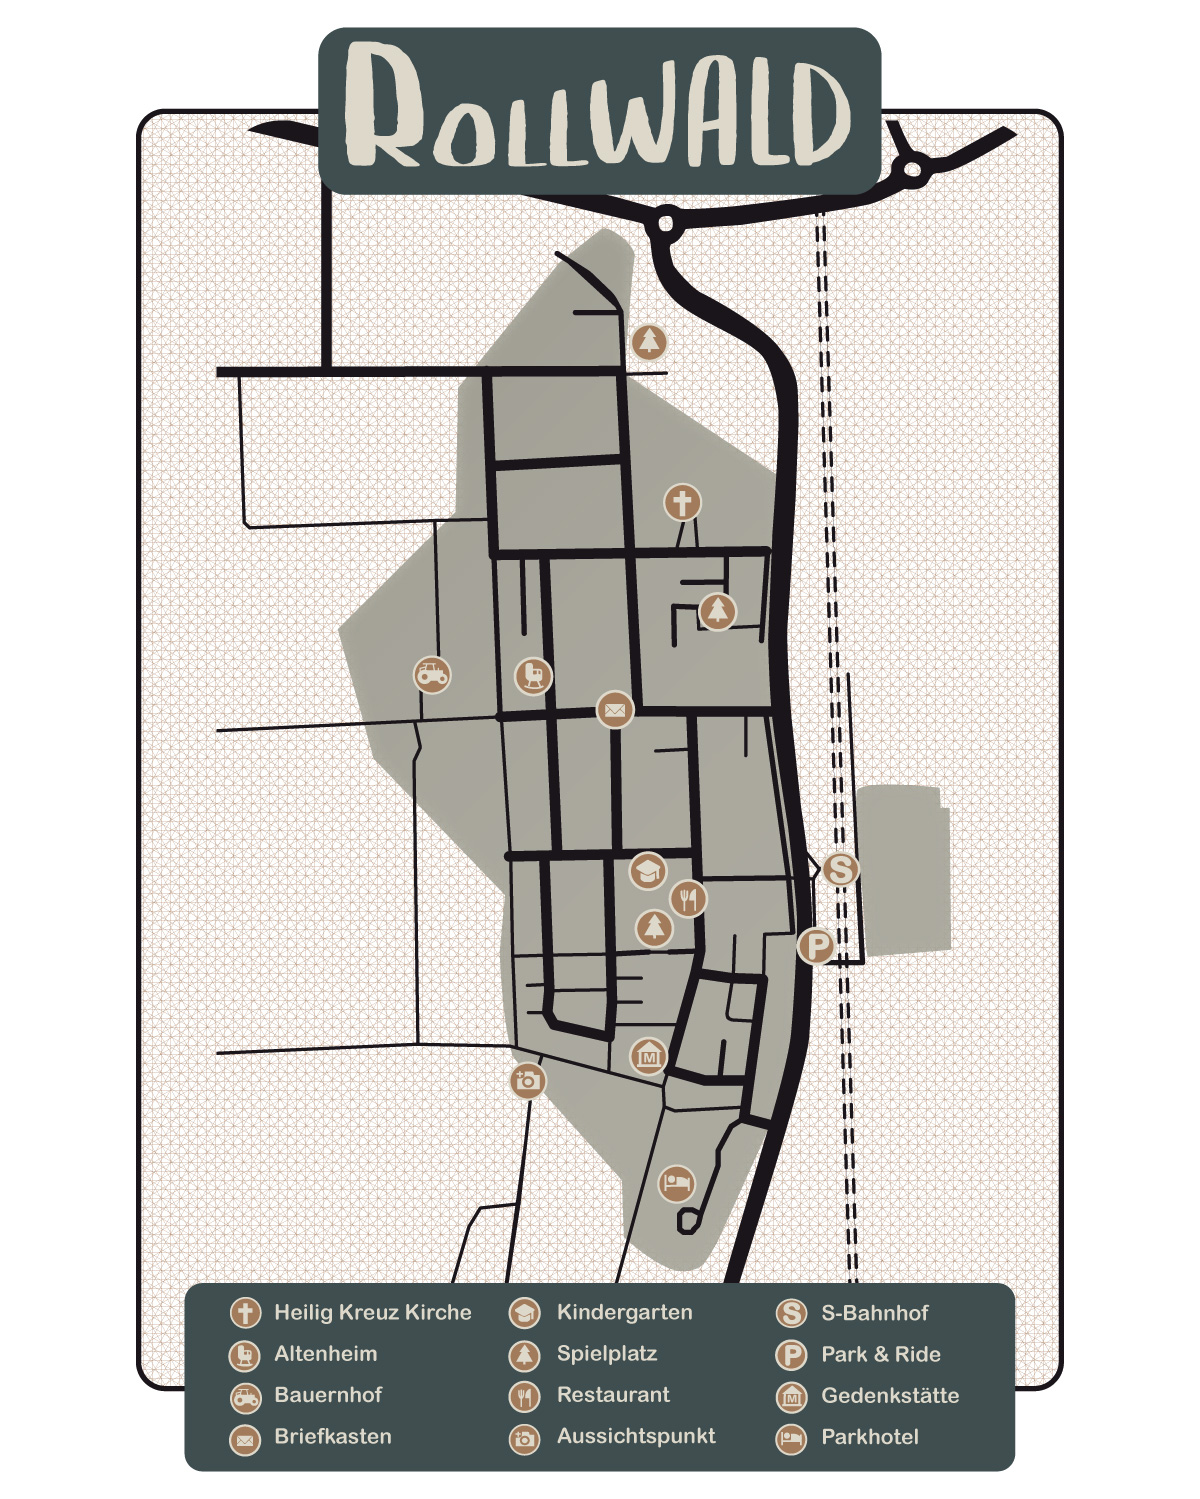 ROLLWALD
S
P
M
Heilig Kreuz Kirche
Altenheim
Bauernhof
Briefkasten
Kindergarten
Spielplatz
Restaurant
Aussichtspunkt
S S-Bahnhof
P Park & Ride
M Gedenkstätte
Parkhotel